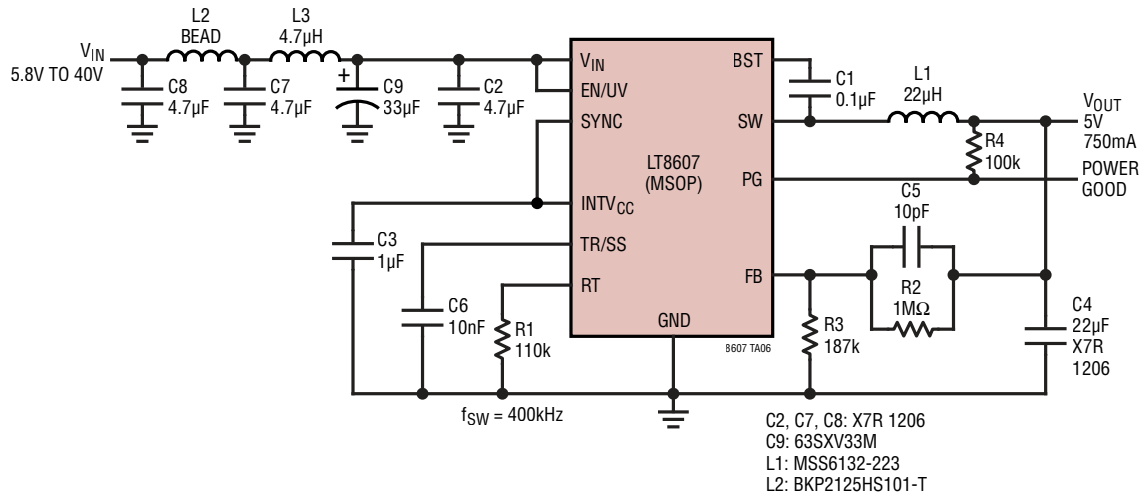 L2
BEAD
L3
4.7µH
V_IN
5.8V TO 40V
C8
4.7µF
C7
4.7µF
+
C9
33µF
C2
4.7µF
V_IN
EN/UV
SYNC
INTV_CC
TR/SS
RT
LT8607
(MSOP)
GND
BST
SW
PG
FB
C1
0.1µF
L1
22µH
V_OUT
5V
750mA
R4
100k
POWER
GOOD
C5
10pF
R2
1MΩ
R3
187k
C4
22µF
X7R
1206
C3
1µF
C6
10nF
R1
110k
8607 TA06
f_SW = 400kHz
C2, C7, C8: X7R 1206
C9: 63SXV33M
L1: MSS6132-223
L2: BKP2125HS101-T